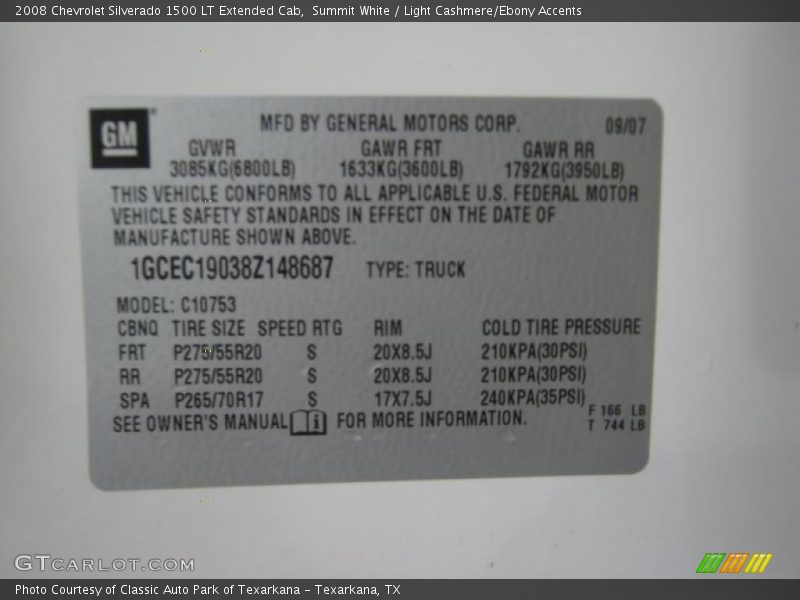 2008 Chevrolet Silverado 1500 LT Extended Cab,  Summit White / Light Cashmere/Ebony Accents
GM
MFD BY GENERAL MOTORS CORP. 09/07
GVWR GAWR FRT GAWR RR
3085KG(6800LB) 1633KG(3600LB) 1792KG(3950LB)
THIS VEHICLE CONFORMS TO ALL APPLICABLE U.S. FEDERAL MOTOR
VEHICLE SAFETY STANDARDS IN EFFECT ON THE DATE OF
MANUFACTURE SHOWN ABOVE.
1GCEC19038Z148687 TYPE: TRUCK
MODEL: C10753
CBNQ TIRE SIZE SPEED RTG RIM COLD TIRE PRESSURE
FRT P275/55R20 S 20X8.5J 210KPA(30PSI)
RR P275/55R20 S 20X8.5J 210KPA(30PSI)
SPA P265/70R17 S 17X7.5J 240KPA(35PSI)
F 166 LB
SEE OWNER'S MANUAL i FOR MORE INFORMATION.
T 744 LB
GTCARLOT.COM
Photo Courtesy of Classic Auto Park of Texarkana - Texarkana, TX